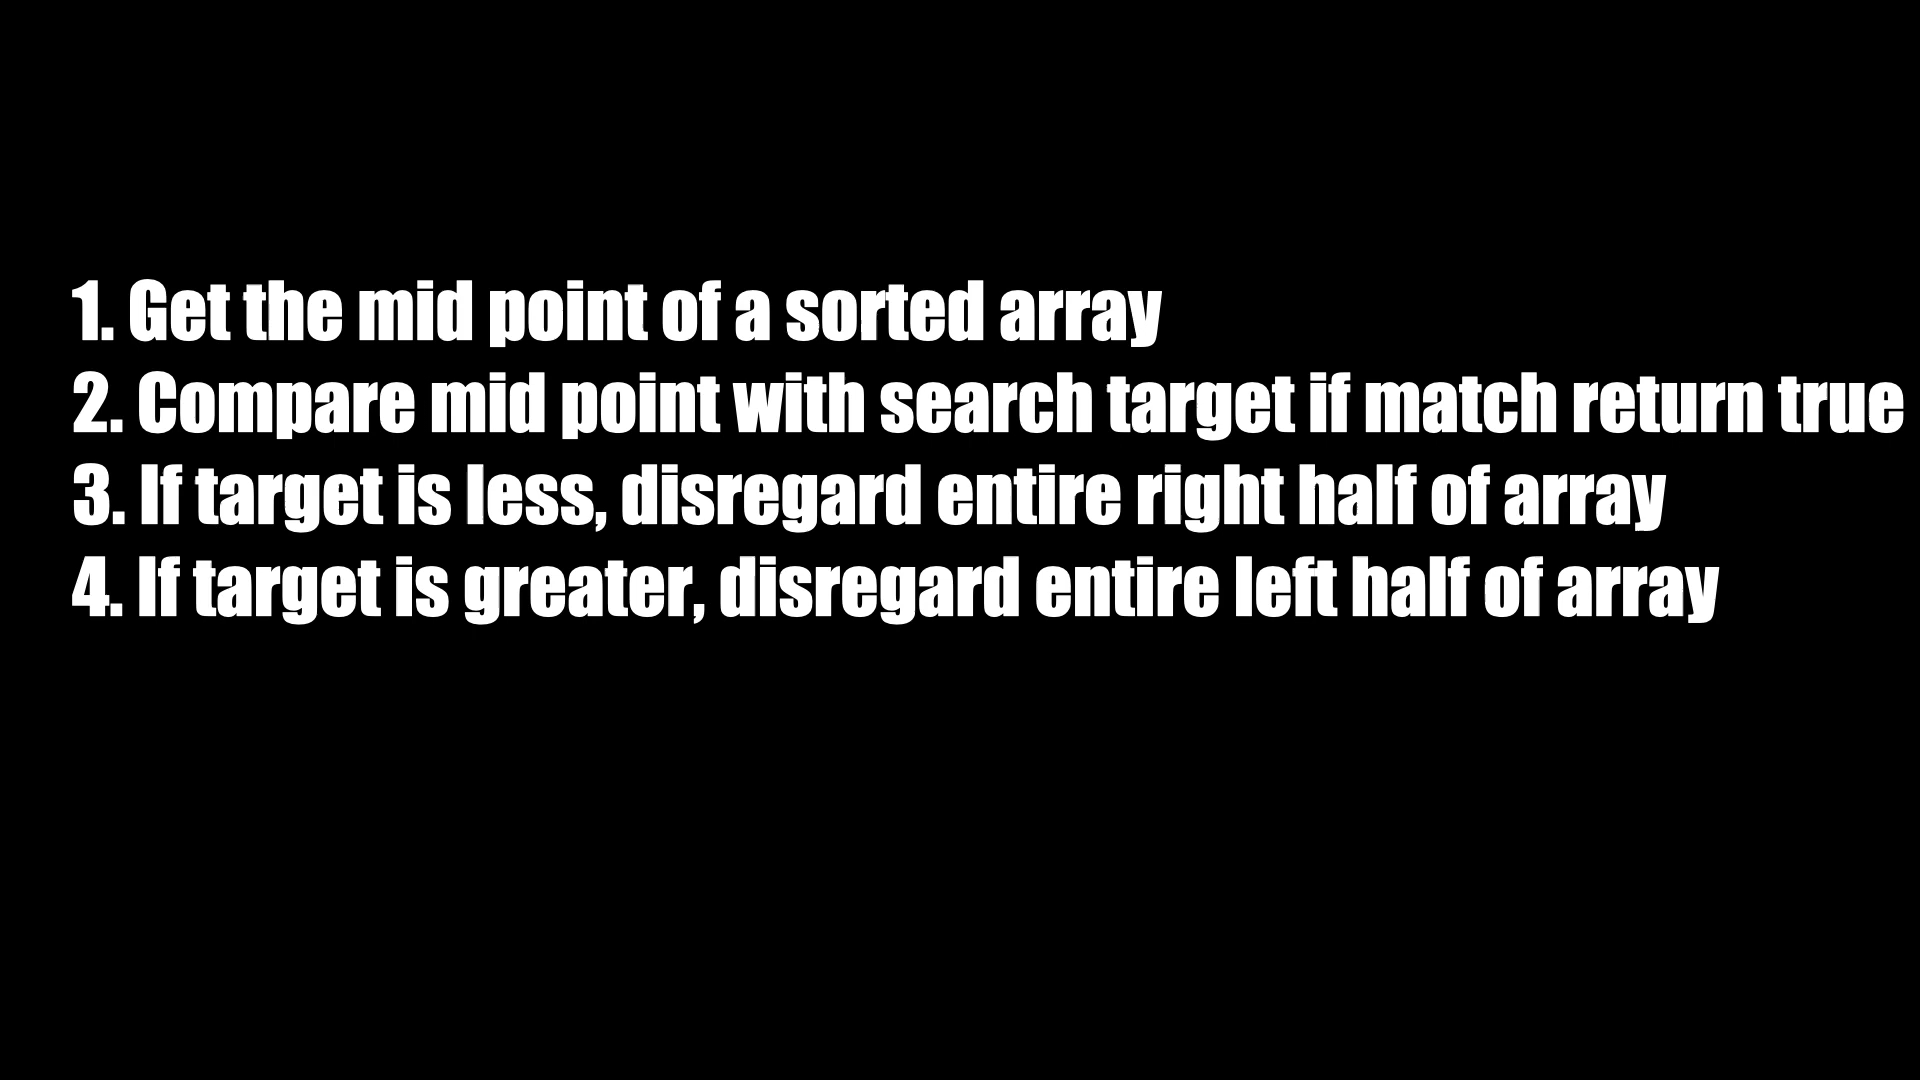 1. Get the mid point of a sorted array
2. Compare mid point with search target if match return true
3. If target is less, disregard entire right half of array
4. If target is greater, disregard entire left half of array